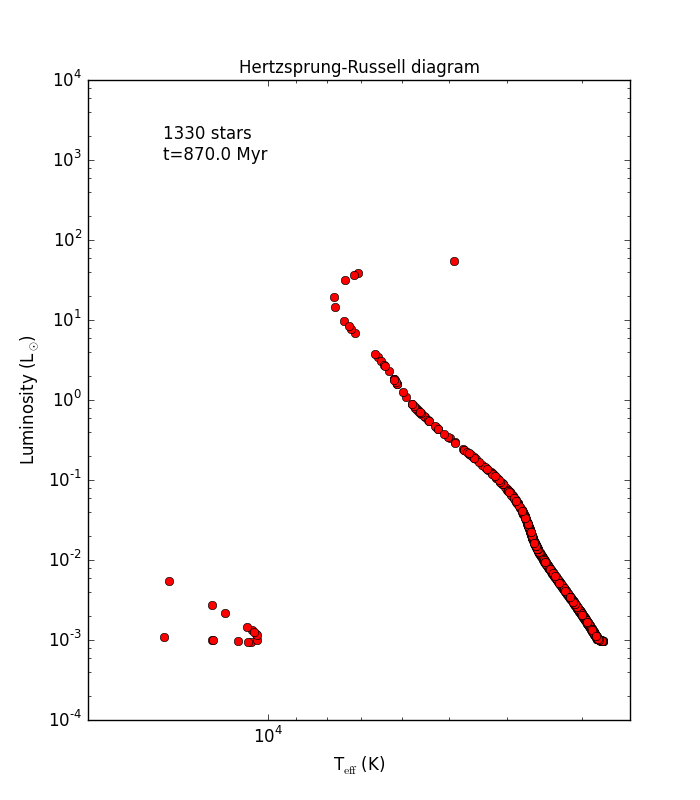 Hertzsprung-Russell diagram
1330 stars
t=870.0 Myr
10⁴
10³
10²
10¹
10⁰
10⁻¹
10⁻²
10⁻³
10⁻⁴
Luminosity (L☉)
10⁴
T_eff (K)